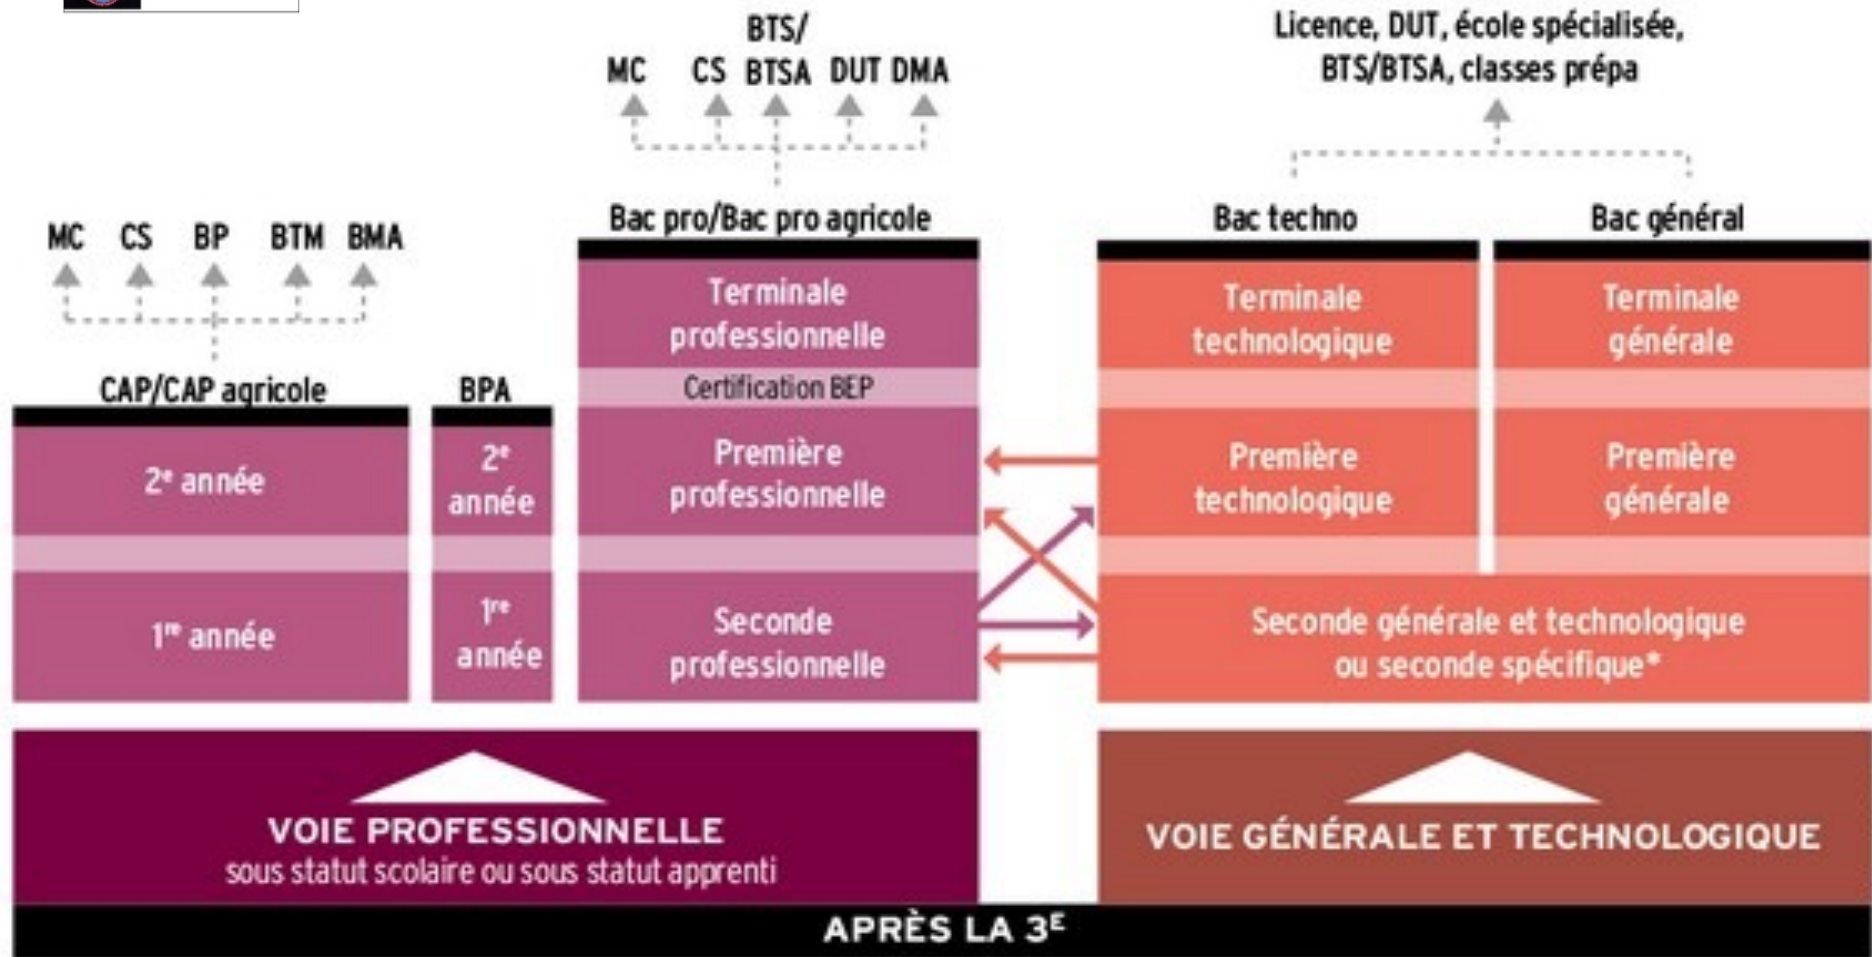 BTS/
MC CS BTSA DUT DMA
Licence, DUT, école spécialisée,
BTS/BTSA, classes prépa
MC CS BP BTM BMA
Bac pro/Bac pro agricole
Bac techno
Bac général
CAP/CAP agricole
BPA
Terminale
professionnelle
Certification BEP
Première
professionnelle
Seconde
professionnelle
2e année
1re année
2e
année
1re
année
Terminale
technologique
Terminale
générale
Première
technologique
Première
générale
Seconde générale et technologique
ou seconde spécifique*
VOIE PROFESSIONNELLE
sous statut scolaire ou sous statut apprenti
VOIE GÉNÉRALE ET TECHNOLOGIQUE
APRÈS LA 3E